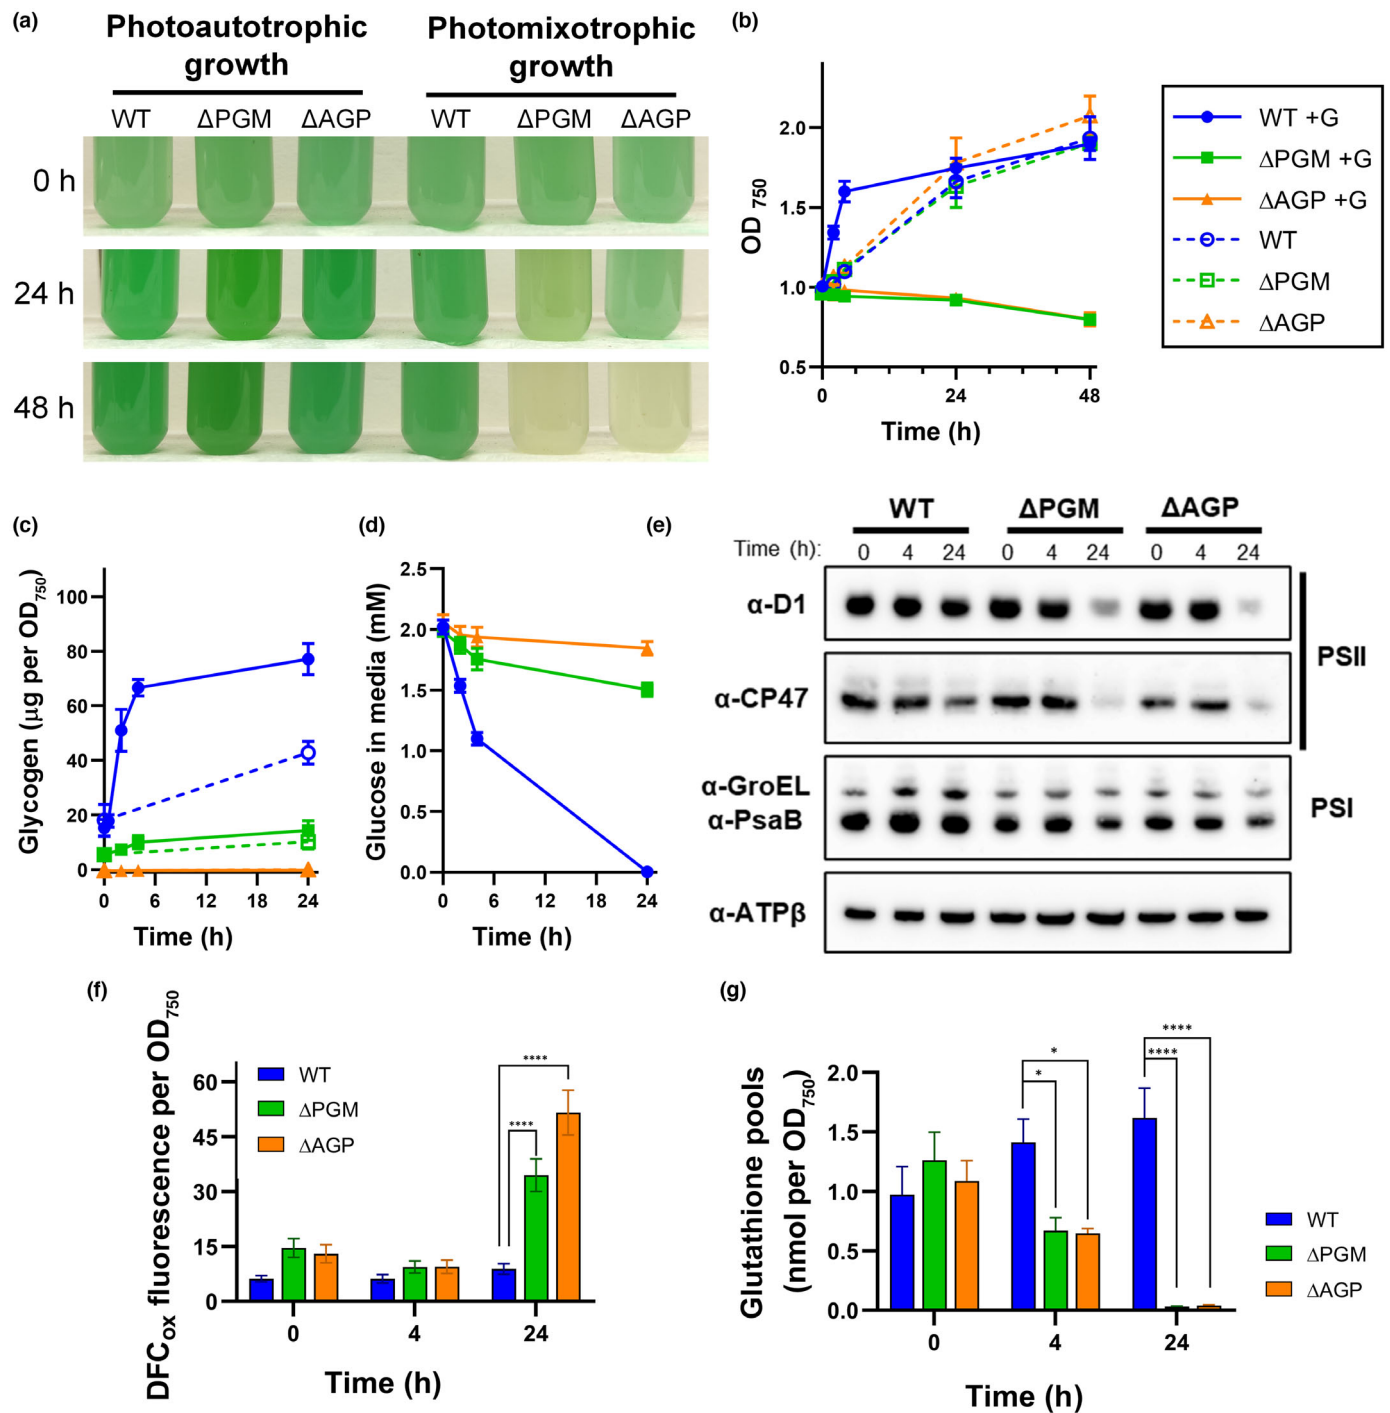 (a)
Photoautotrophic growth
Photomixotrophic growth
WT ΔPGM ΔAGP WT ΔPGM ΔAGP
0 h
24 h
48 h
(b)
OD750
2.0
1.5
1.0
0.5
0 24 48
Time (h)
WT +G
ΔPGM +G
ΔAGP +G
WT
ΔPGM
ΔAGP
(c)
Glycogen (µg per OD750)
100
80
60
40
20
0
0 6 12 18 24
Time (h)
(d)
Glucose in media (mM)
2.5
2.0
1.5
1.0
0.5
0.0
0 6 12 18 24
Time (h)
(e)
WT ΔPGM ΔAGP
Time (h): 0 4 24 0 4 24 0 4 24
α-D1
α-CP47
PSII
α-GroEL
α-PsaB
PSI
α-ATPβ
(f)
DFCox fluorescence per OD750
60
45
30
15
0
WT
ΔPGM
ΔAGP
****
****
0 4 24
Time (h)
(g)
Glutathione pools
(nmol per OD750)
2.0
1.5
1.0
0.5
0.0
*
*
****
****
0 4 24
Time (h)
WT
ΔPGM
ΔAGP